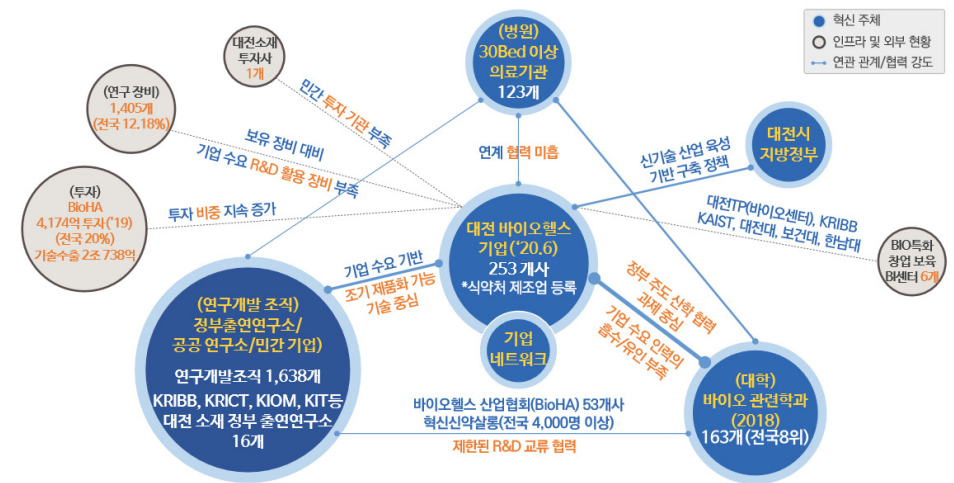 혁신 주체
인프라 및 외부 현황
연관 관계/협력 강도
대전소재
투자사
1개
(병원)
30Bed 이상
의료기관
123개
(연구 장비)
1,405개
(전국 12.18%)
민간 투자 기관 부족
보유 장비 대비
기업 수요 R&D 활용 장비 부족
연계 협력 미흡
신기술 산업 육성
기반 구축 정책
대전시
지방정부
(투자)
BioHA
4,174억 투자('19)
(전국 20%)
기술수출 2조 738억
투자 비중 지속 증가
대전 바이오헬스
기업('20.6)
253 개사
*식약처 제조업 등록
대전TP(바이오센터), KRIBB
KAIST, 대전대, 보건대, 한남대
BIO특화
창업 보육
BI센터 6개
기업 수요 기반
조기 제품화 가능
기술 중심
정부 주도 산학 협력
과제 중심
기업 수요 인력의
흡수/유인 부족
기업
네트워크
(연구개발 조직)
정부출연연구소/
공공 연구소/민간 기업)
연구개발조직 1,638개
KRIBB, KRICT, KIOM, KIT등
대전 소재 정부 출연연구소
16개
바이오헬스 산업협회(BioHA) 53개사
혁신신약살롱(전국 4,000명 이상)
제한된 R&D 교류 협력
(대학)
바이오 관련학과
(2018)
163개(전국8위)